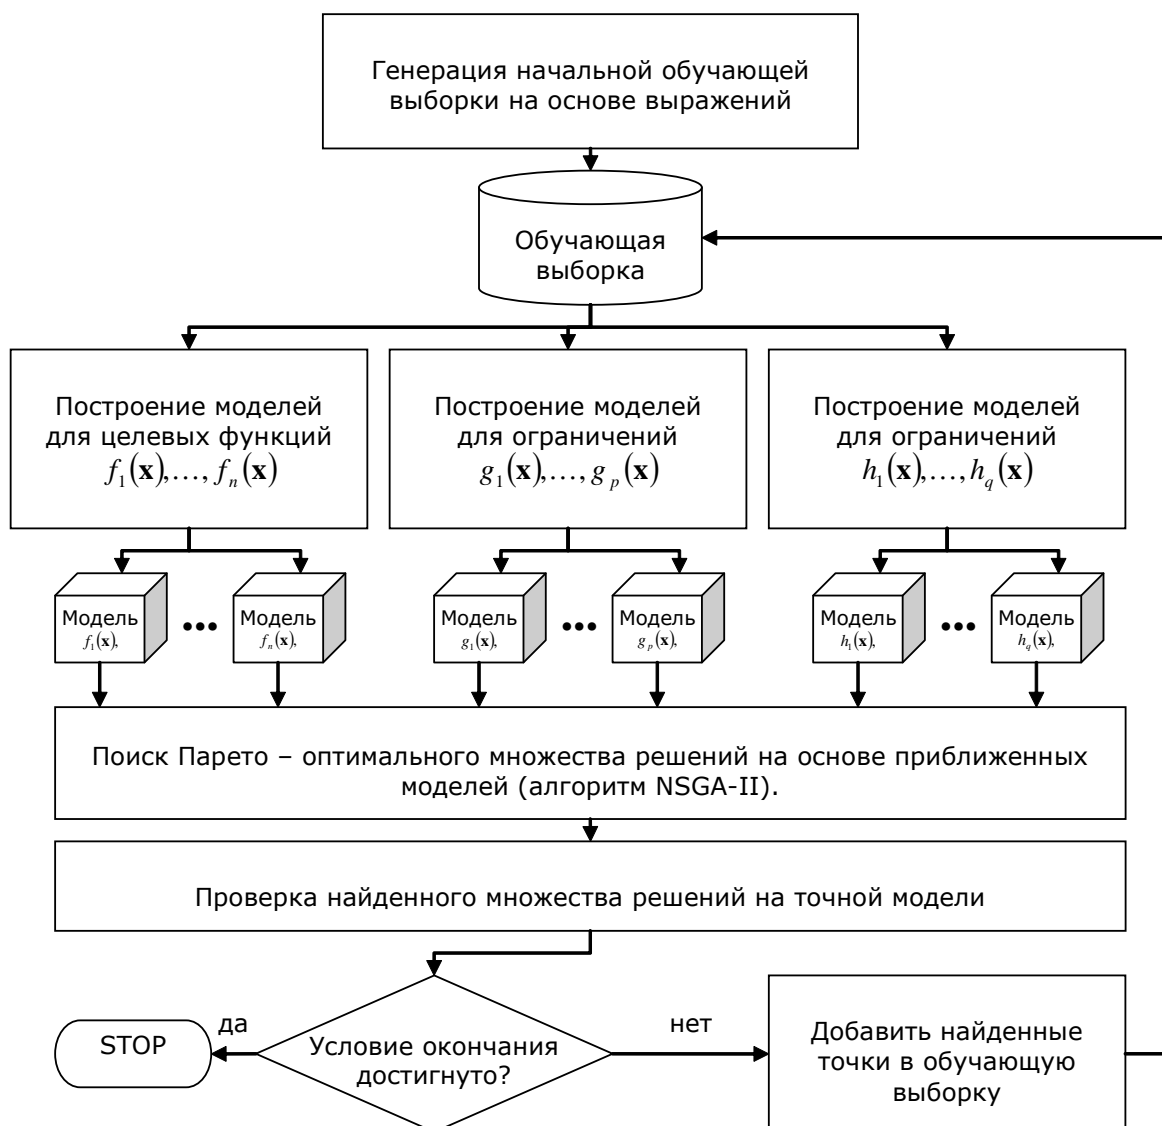 Генерация начальной обучающей
выборки на основе выражений
Обучающая
выборка
Построение моделей
для целевых функций
f₁(x),…, fₙ(x)
Построение моделей
для ограничений
g₁(x),…, gₚ(x)
Построение моделей
для ограничений
h₁(x),…, h_q(x)
Модель
f₁(x),
•••
Модель
fₙ(x),
Модель
g₁(x),
•••
Модель
gₚ(x),
Модель
h₁(x),
•••
Модель
h_q(x),
Поиск Парето – оптимального множества решений на основе приближенных
моделей (алгоритм NSGA-II).
Проверка найденного множества решений на точной модели
STOP
да
Условие окончания
достигнуто?
нет
Добавить найденные
точки в обучающую
выборку